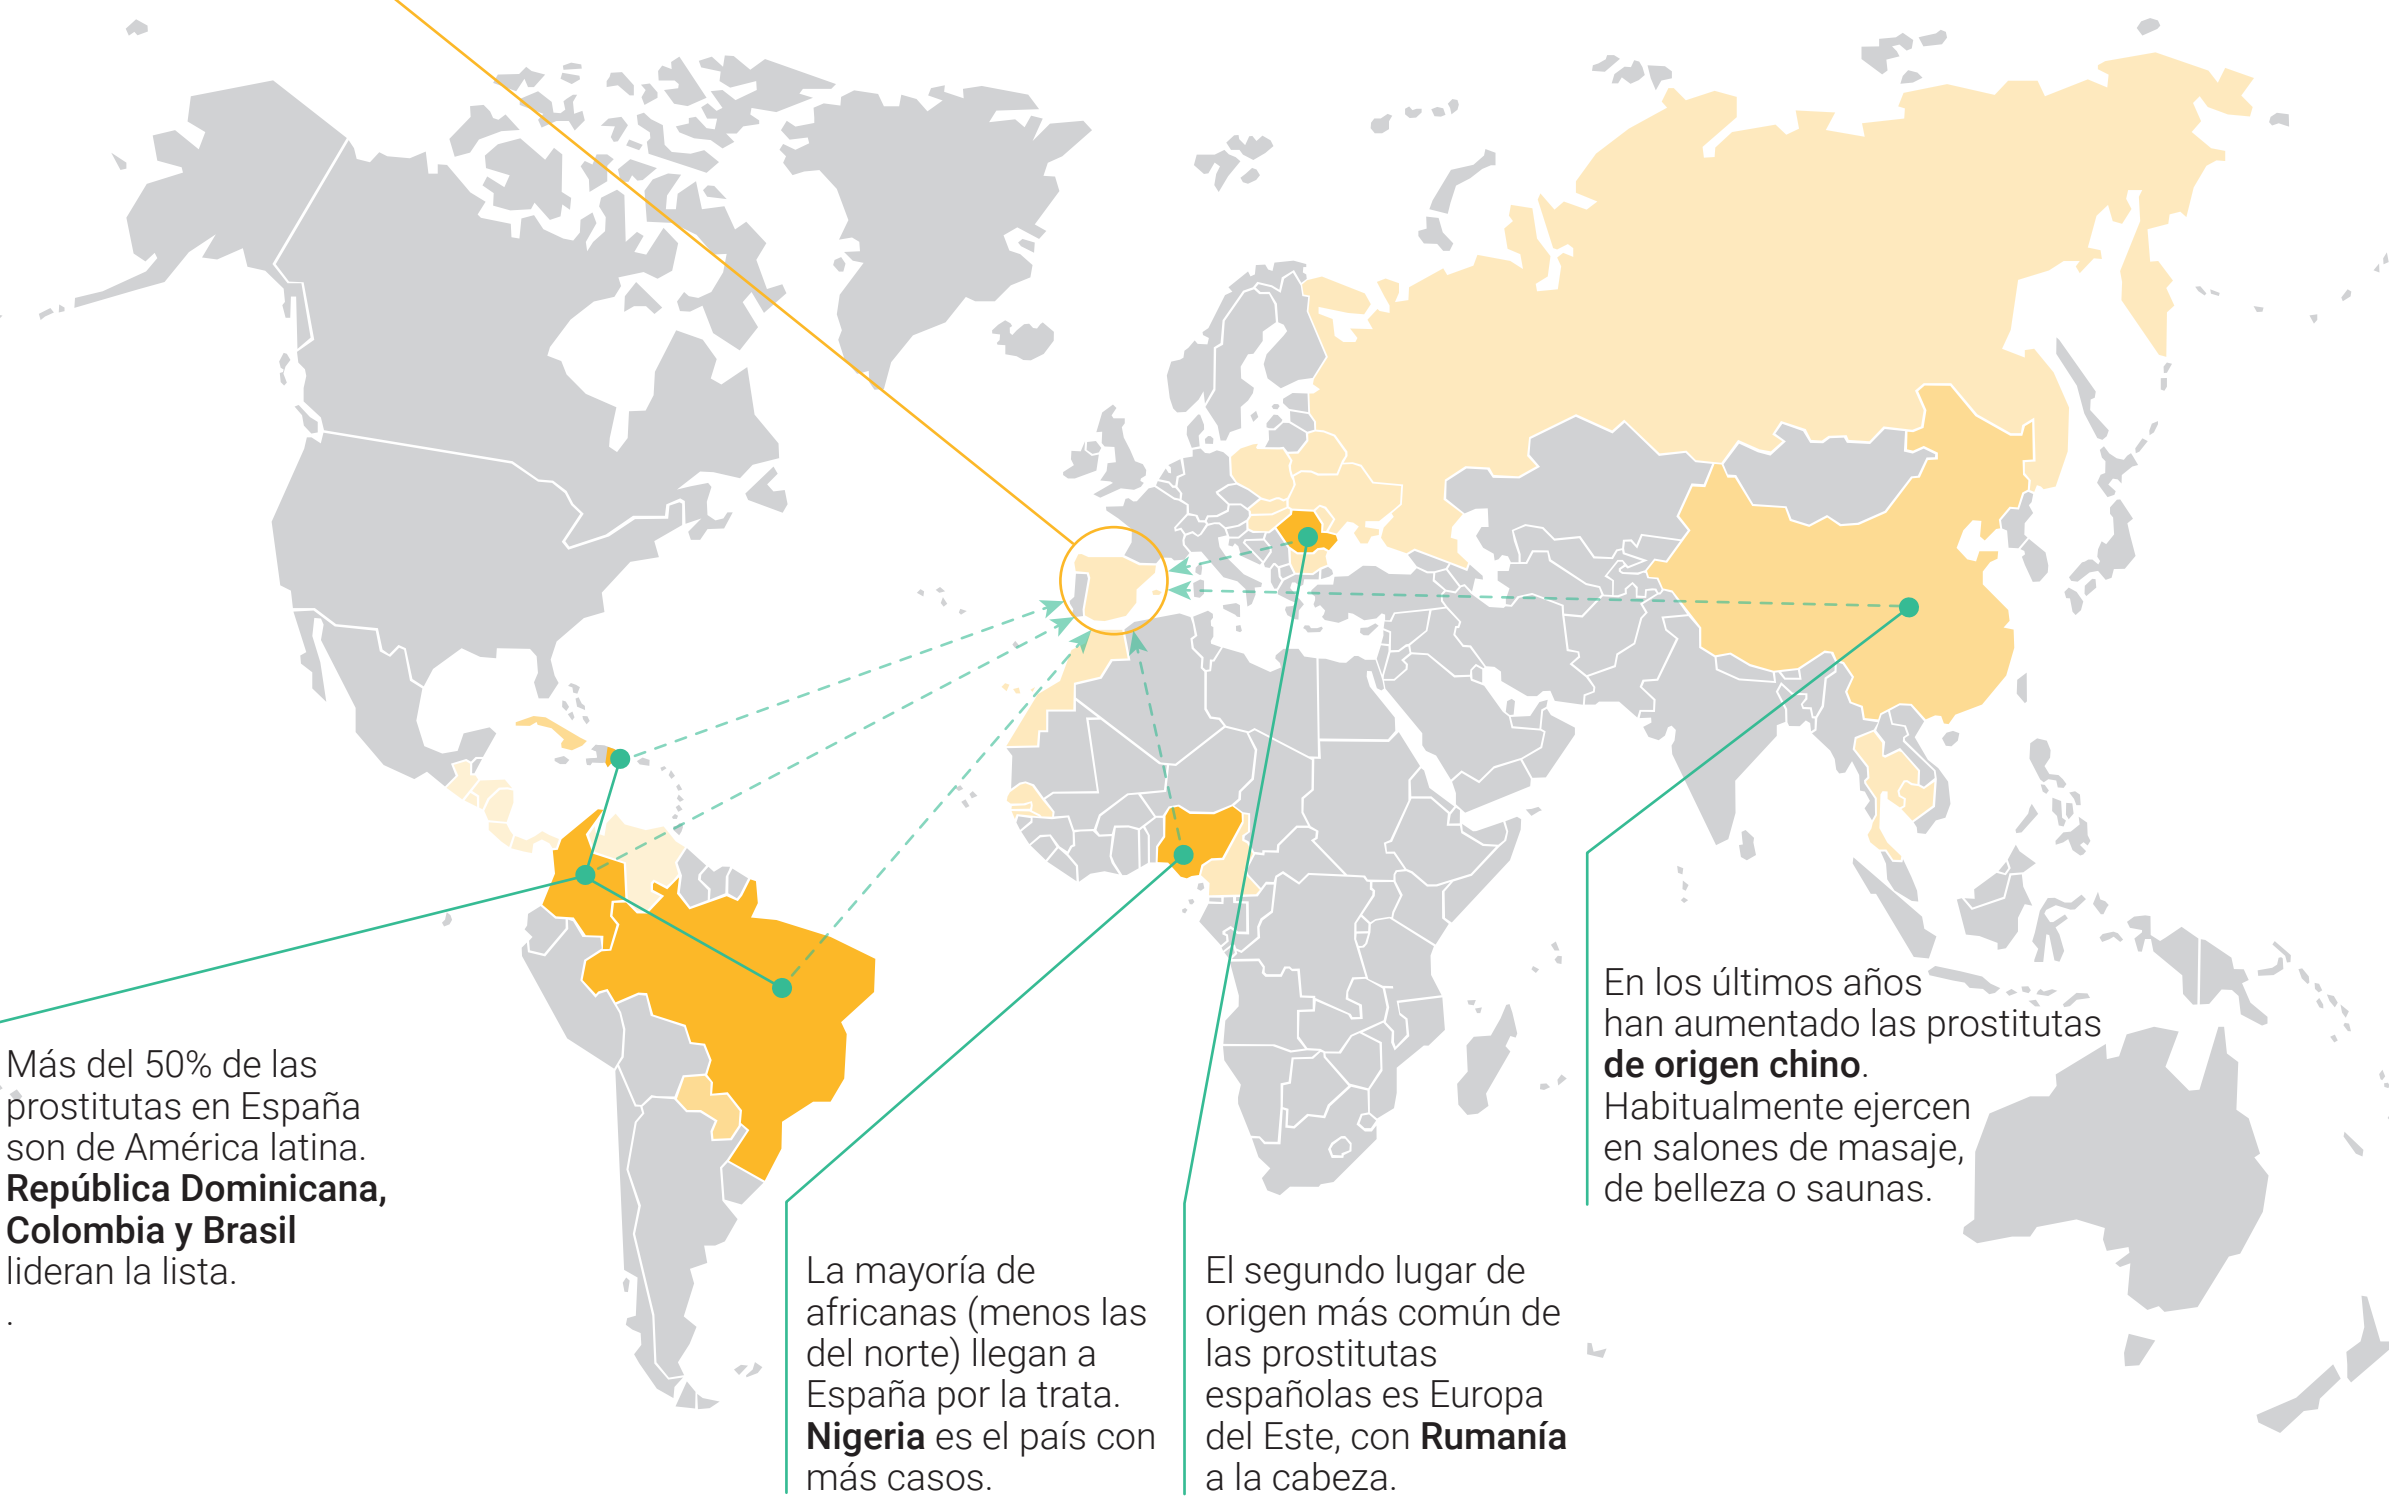 Más del 50% de las
prostitutas en España
son de América latina.
República Dominicana,
Colombia y Brasil
lideran la lista.
.
La mayoría de
africanas (menos las
del norte) llegan a
España por la trata.
Nigeria es el país con
más casos.
El segundo lugar de
origen más común de
las prostitutas
españolas es Europa
del Este, con Rumanía
a la cabeza.
En los últimos años
han aumentado las prostitutas
de origen chino.
Habitualmente ejercen
en salones de masaje,
de belleza o saunas.